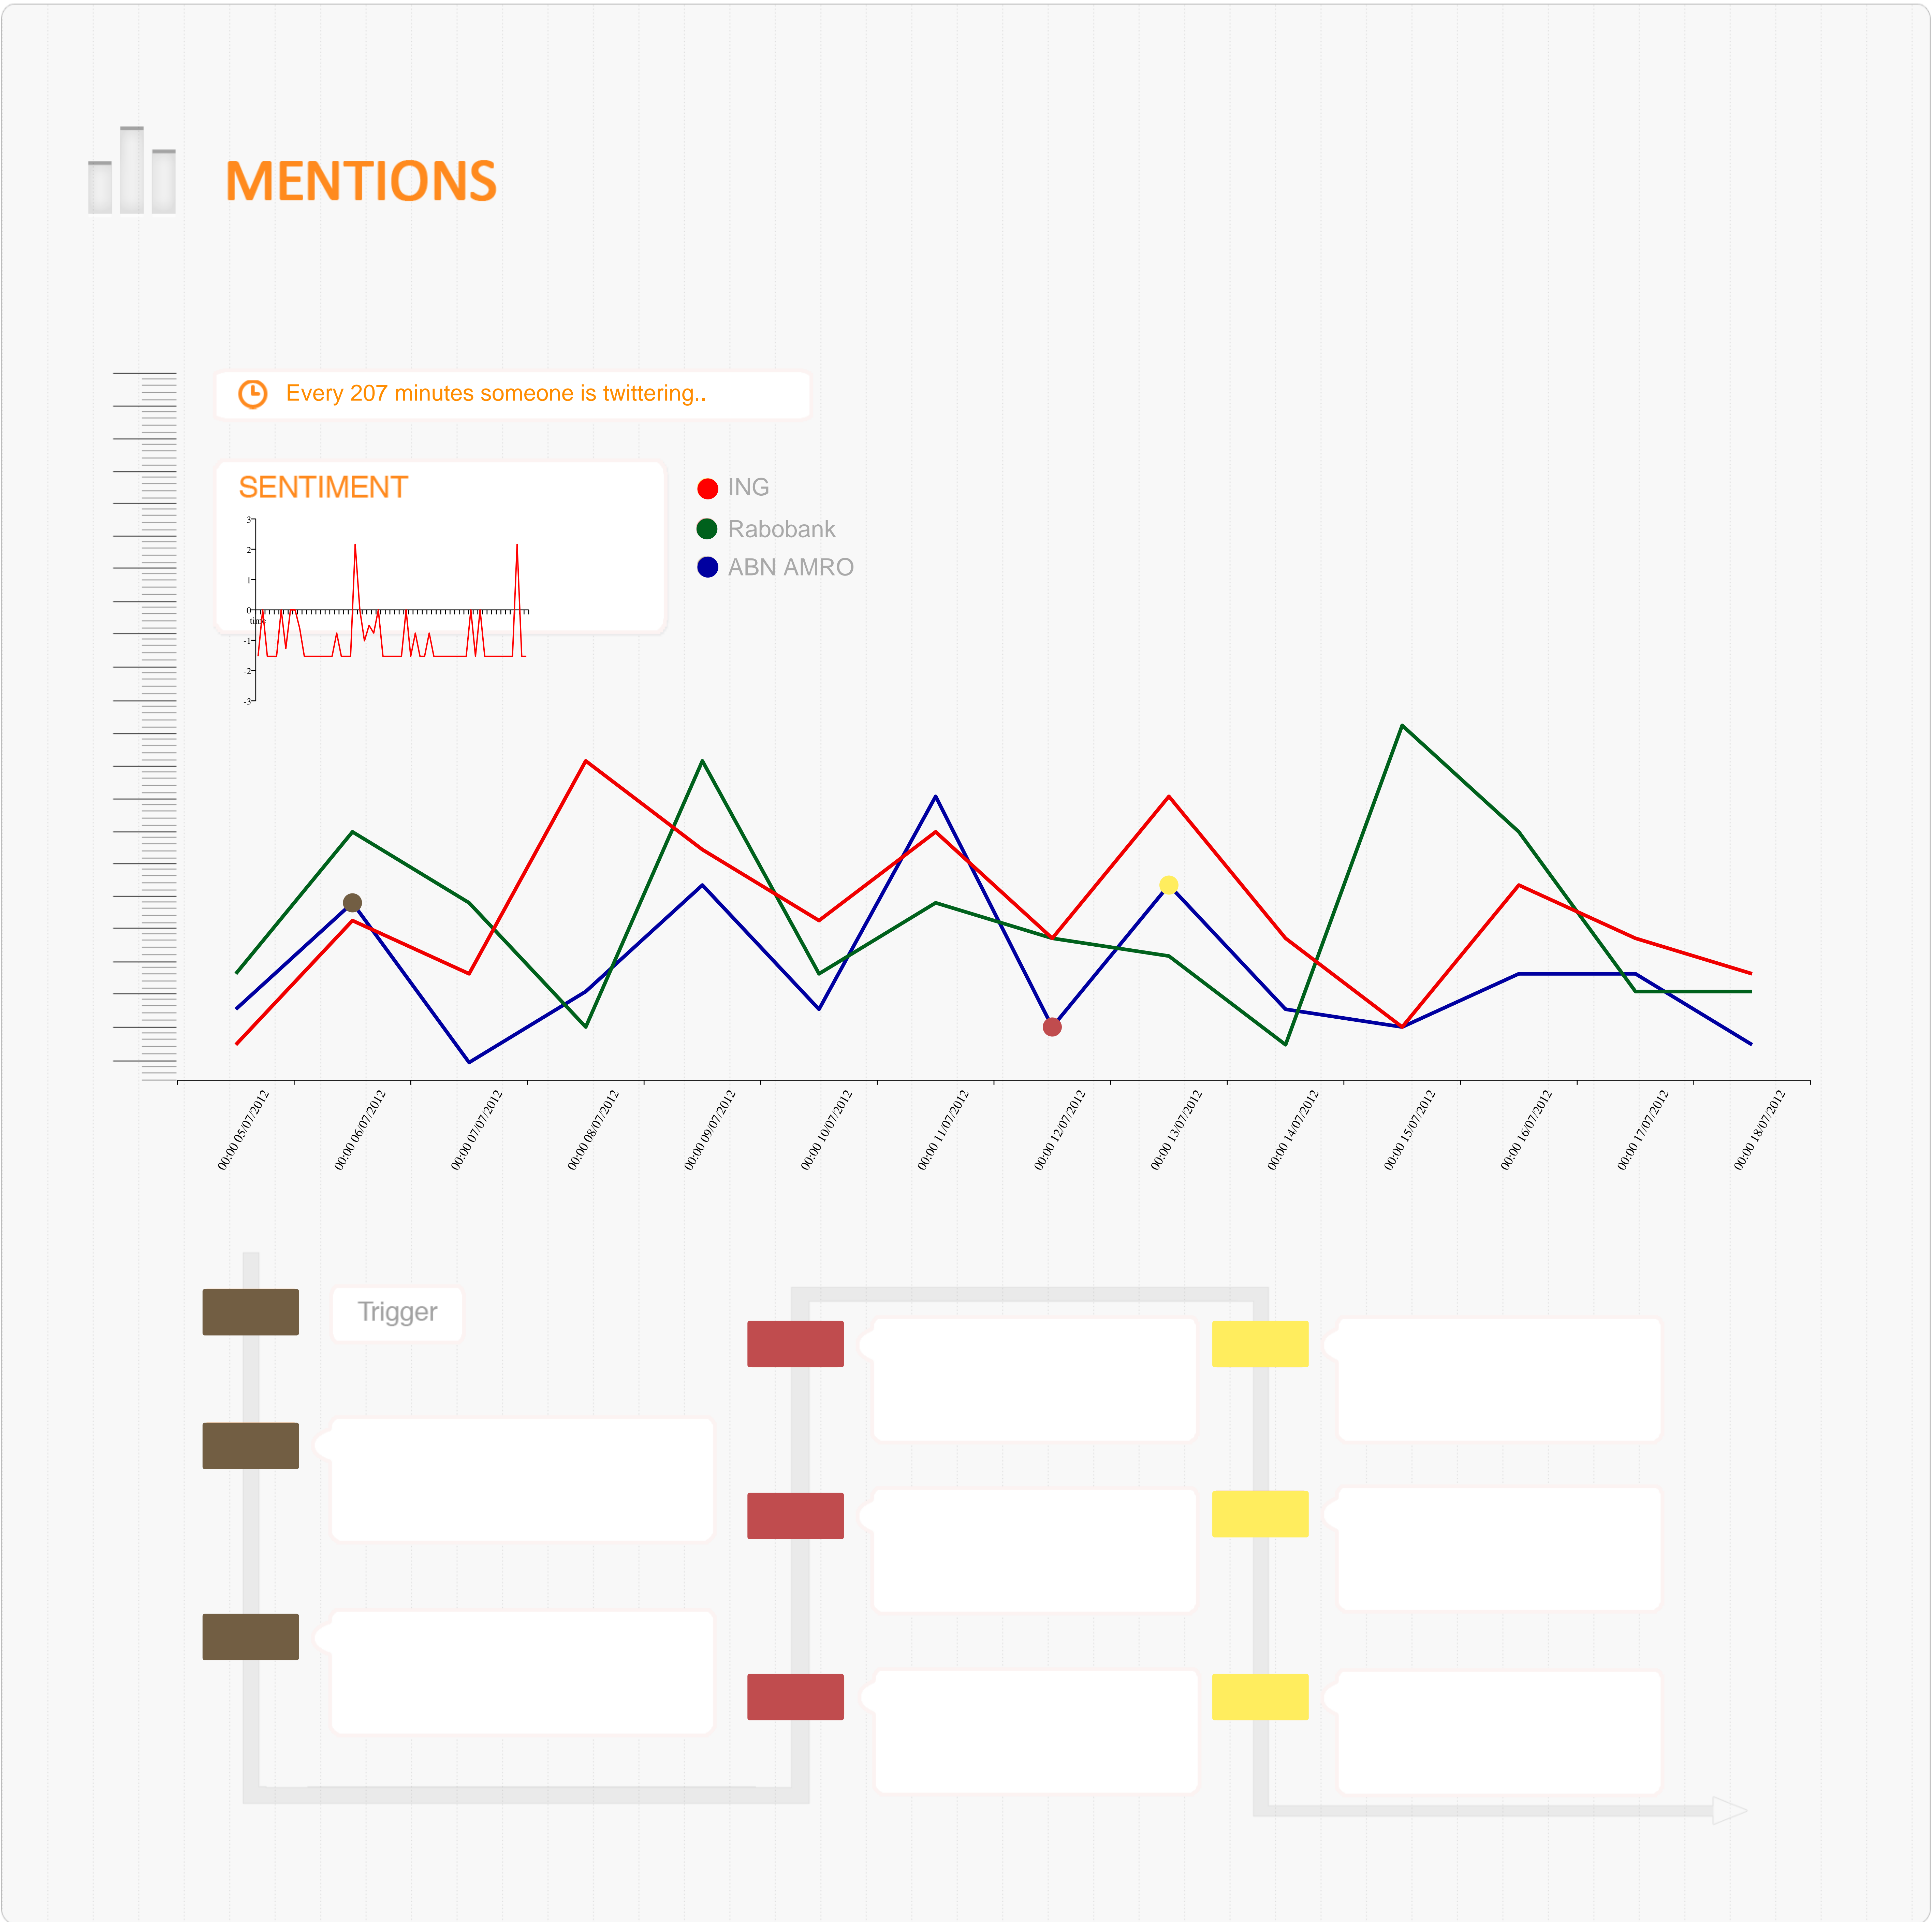 MENTIONS
Every 207 minutes someone is twittering..
SENTIMENT
ING
Rabobank
ABN AMRO
3
2
1
0
time
-1
-2
-3
00:00 05/07/2012
00:00 06/07/2012
00:00 07/07/2012
00:00 08/07/2012
00:00 09/07/2012
00:00 10/07/2012
00:00 11/07/2012
00:00 12/07/2012
00:00 13/07/2012
00:00 14/07/2012
00:00 15/07/2012
00:00 16/07/2012
00:00 17/07/2012
00:00 18/07/2012
Trigger